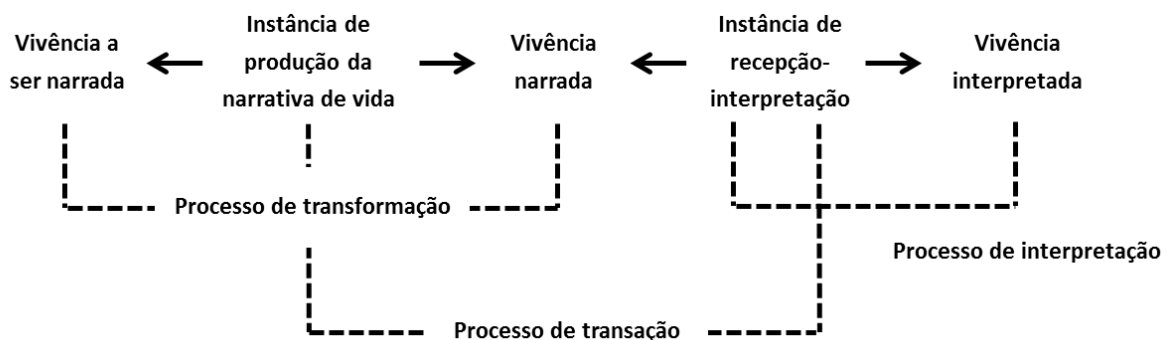 Vivência a
ser narrada
Instância de
produção da
narrativa de vida
Vivência
narrada
Instância de
recepção-
interpretação
Vivência
interpretada
Processo de transformação
Processo de interpretação
Processo de transação